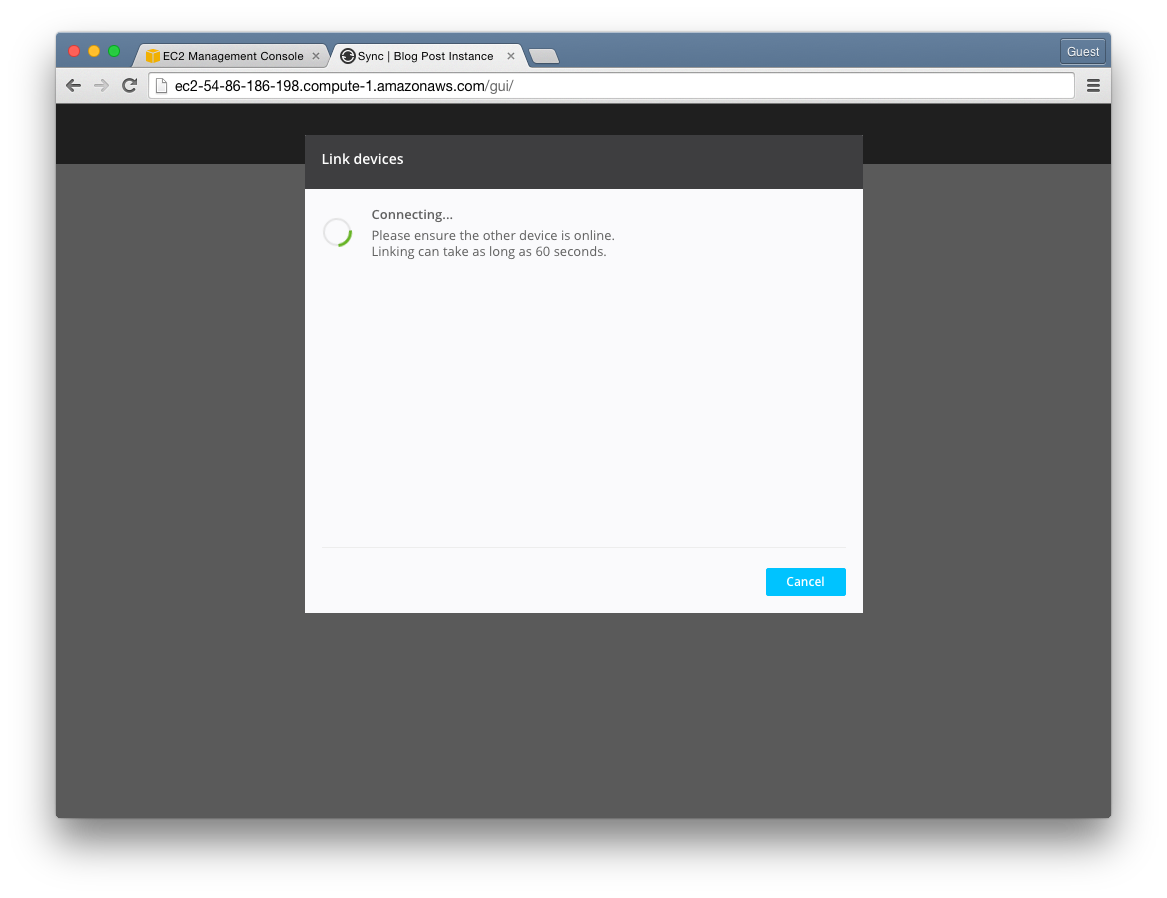 EC2 Management Console
Sync | Blog Post Instance
Guest
ec2-54-86-186-198.compute-1.amazonaws.com/gui/
Link devices
Connecting...
Please ensure the other device is online.
Linking can take as long as 60 seconds.
Cancel